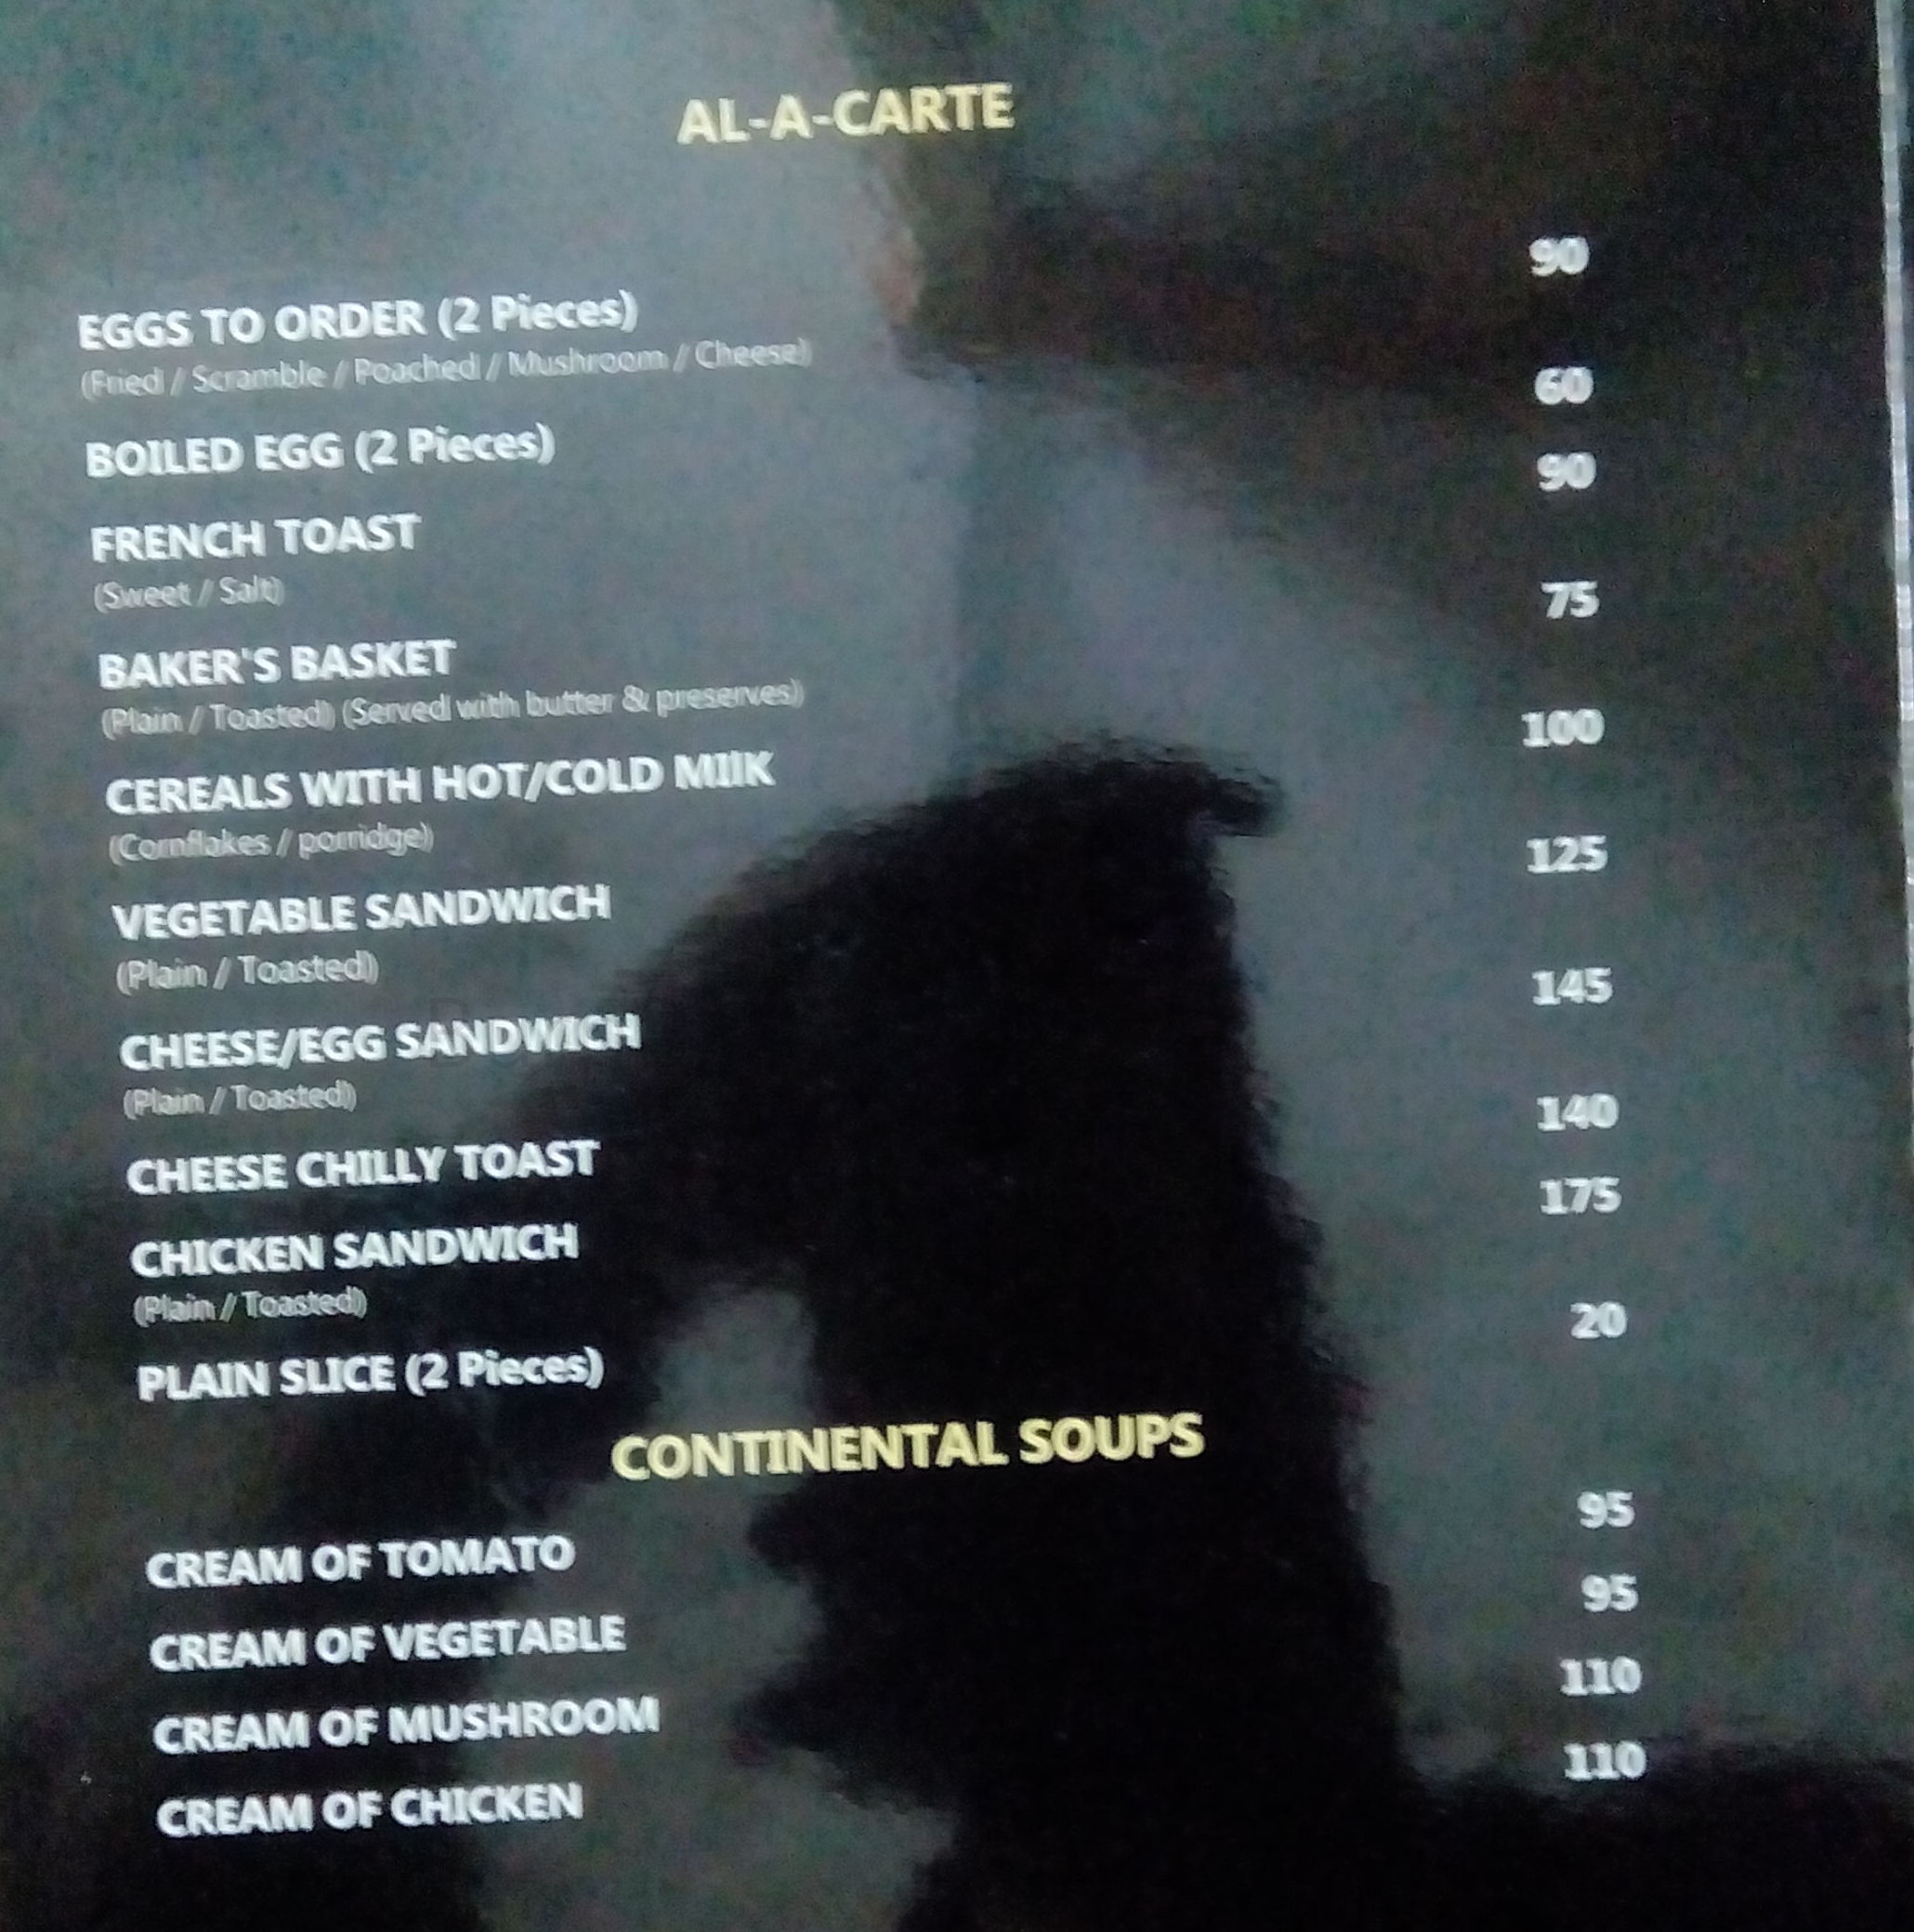 AL-A-CARTE
EGGS TO ORDER (2 Pieces) 90
(Fried / Scramble / Poached / Mushroom / Cheese)
BOILED EGG (2 Pieces) 60
FRENCH TOAST 90
(Sweet / Salt)
BAKER'S BASKET 75
(Plain / Toasted) (Served with butter & preserves)
CEREALS WITH HOT/COLD MIlK 100
(Cornflakes / porridge)
VEGETABLE SANDWICH 125
(Plain / Toasted)
CHEESE/EGG SANDWICH 145
(Plain / Toasted)
CHEESE CHILLY TOAST 140
CHICKEN SANDWICH 175
(Plain / Toasted)
PLAIN SLICE (2 Pieces) 20
CONTINENTAL SOUPS
CREAM OF TOMATO 95
CREAM OF VEGETABLE 95
CREAM OF MUSHROOM 110
CREAM OF CHICKEN 110